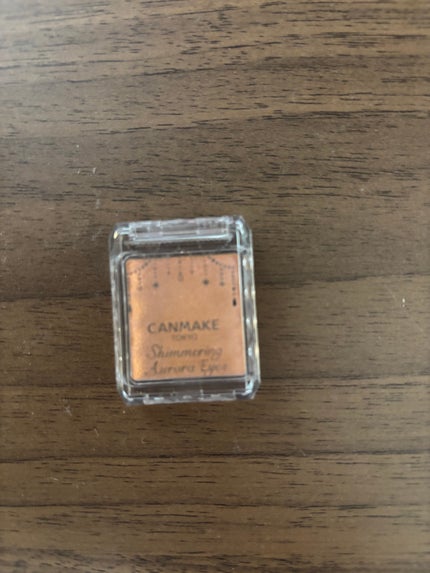 CANMAKE
TOKYO
Shimmering
Aurora Eyes